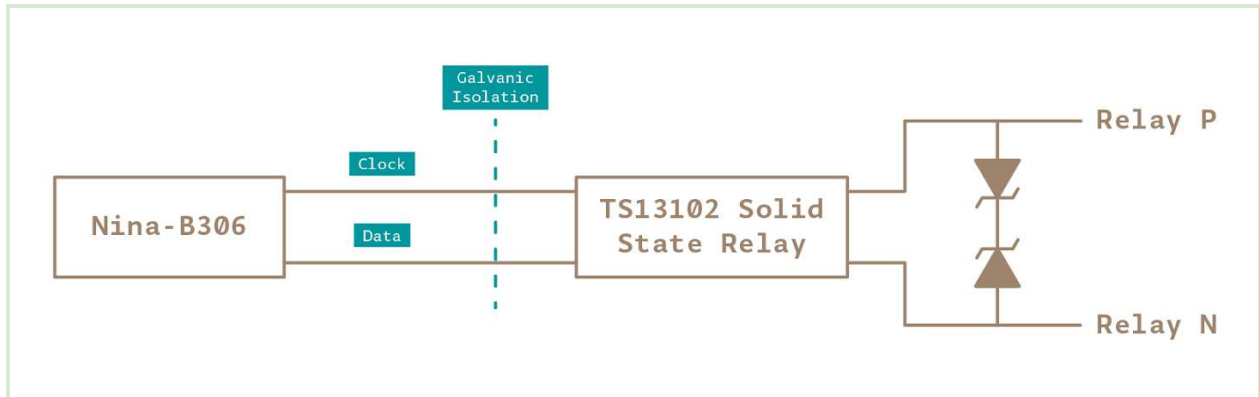 Galvanic
Isolation
Relay P
Clock
Nina-B306
TS13102 Solid
State Relay
Data
Relay N